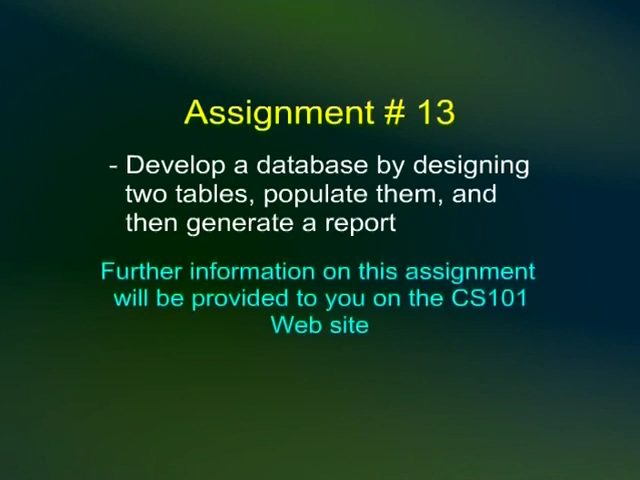 Assignment # 13
- Develop a database by designing
two tables, populate them, and
then generate a report
Further information on this assignment
will be provided to you on the CS101
Web site